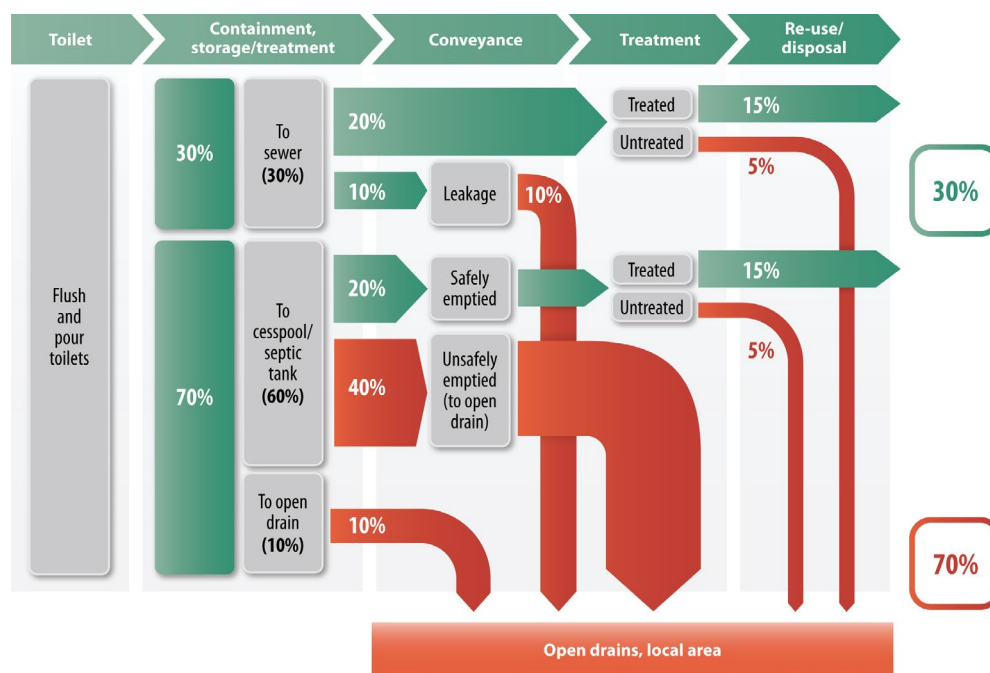 Toilet
Containment,
storage/treatment
Conveyance
Treatment
Re-use/
disposal
Flush
and
pour
toilets
30%
To
sewer
(30%)
20%
Treated
15%
Untreated
5%
10%
Leakage
10%
30%
70%
To
cesspool/
septic
tank
(60%)
20%
Safely
emptied
Treated
15%
Untreated
5%
40%
Unsafely
emptied
(to open
drain)
To open
drain
(10%)
10%
70%
Open drains, local area